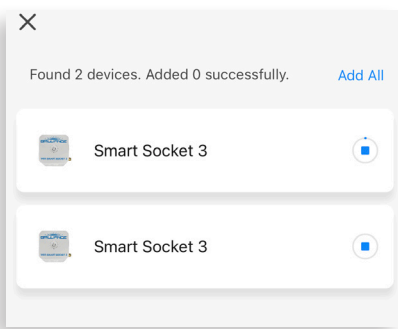 Found 2 devices. Added 0 successfully.
Add All
Smart Socket 3
Smart Socket 3